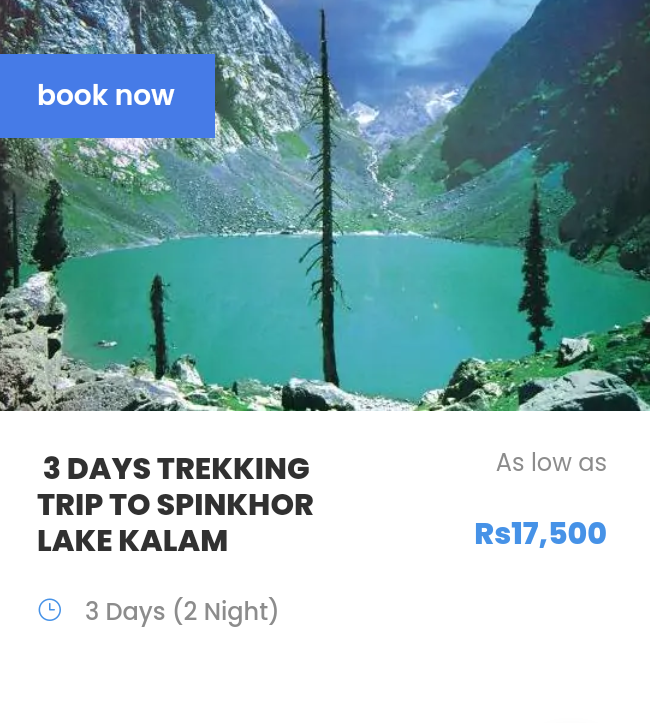 book now
3 DAYS TREKKING
TRIP TO SPINKHOR
LAKE KALAM
As low as
Rs17,500
3 Days (2 Night)